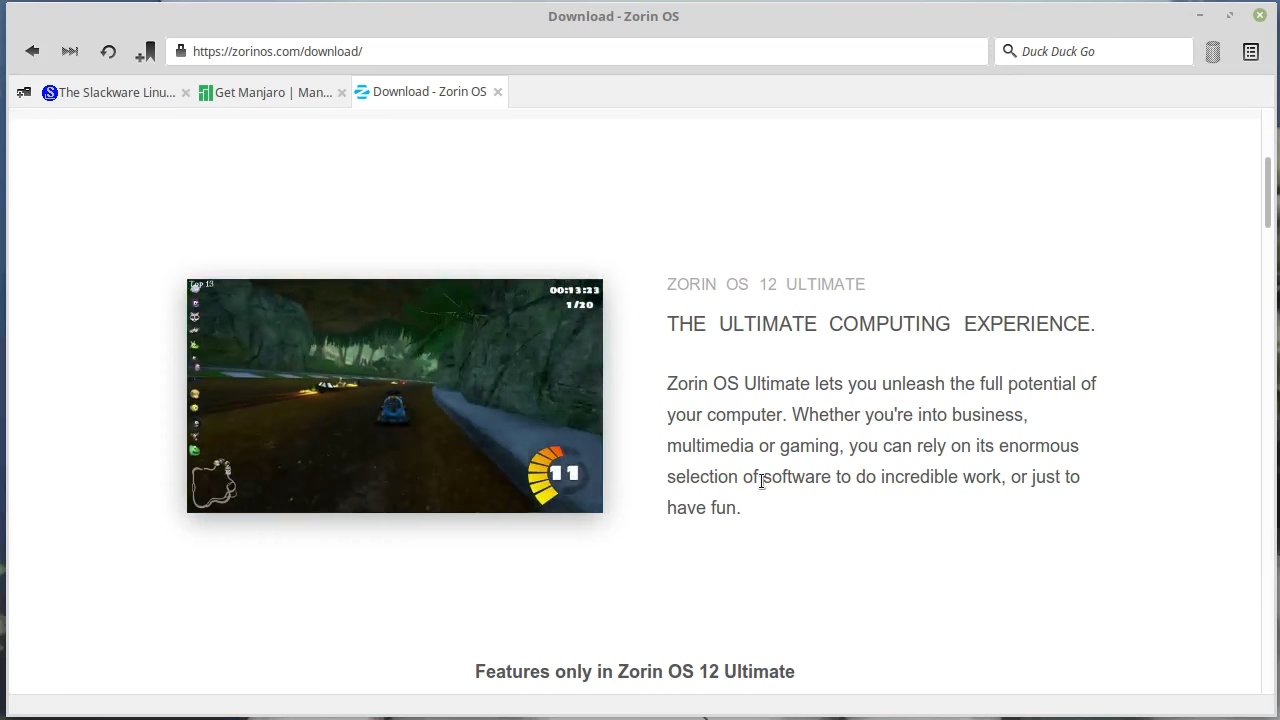 Download - Zorin OS
https://zorinos.com/download/
Duck Duck Go
The Slackware Linu...
Get Manjaro | Man...
Download - Zorin OS
Top 13
00:13:23
1/20
11
ZORIN OS 12 ULTIMATE
THE ULTIMATE COMPUTING EXPERIENCE.
Zorin OS Ultimate lets you unleash the full potential of
your computer. Whether you're into business,
multimedia or gaming, you can rely on its enormous
selection of software to do incredible work, or just to
have fun.
Features only in Zorin OS 12 Ultimate